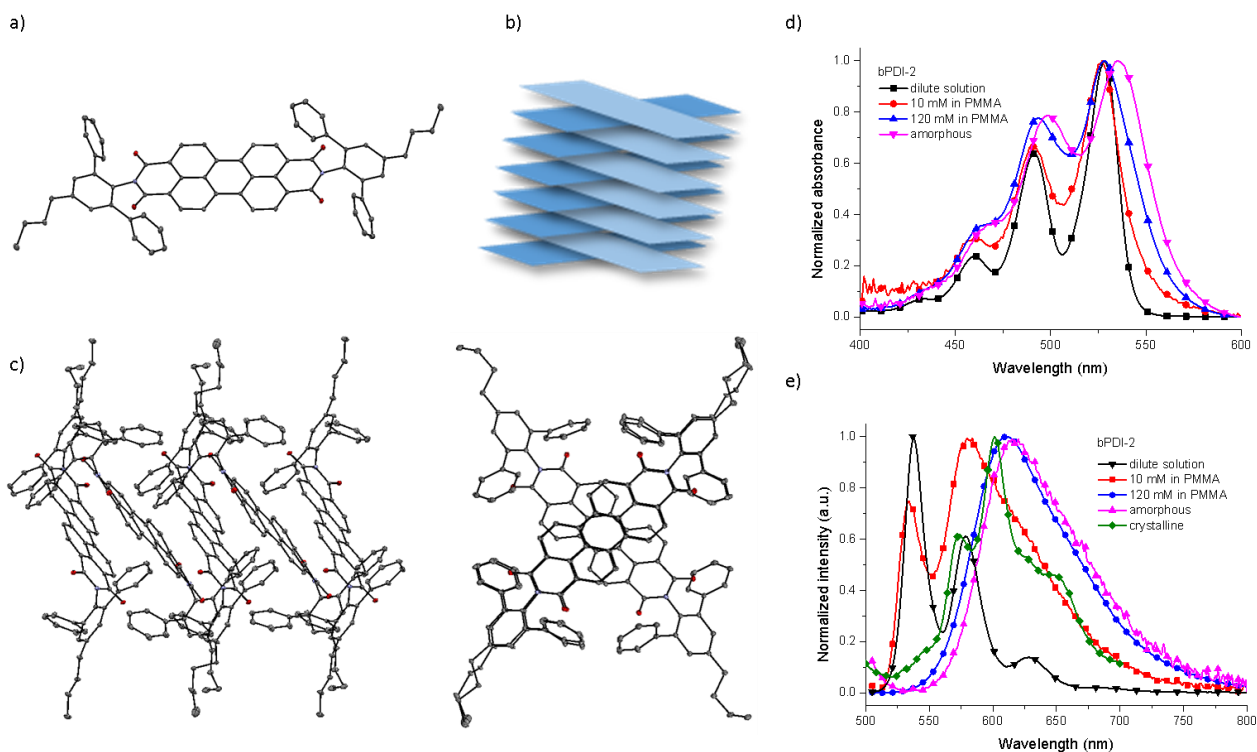 a)
b)
c)
d)
Normalized absorbance
1.0
0.8
0.6
0.4
0.2
0.0
bPDI-2
dilute solution
10 mM in PMMA
120 mM in PMMA
amorphous
400
450
500
550
600
Wavelength (nm)
e)
Normalized intensity (a.u.)
1.0
0.8
0.6
0.4
0.2
0.0
bPDI-2
dilute solution
10 mM in PMMA
120 mM in PMMA
amorphous
crystalline
500
550
600
650
700
750
800
Wavelength (nm)